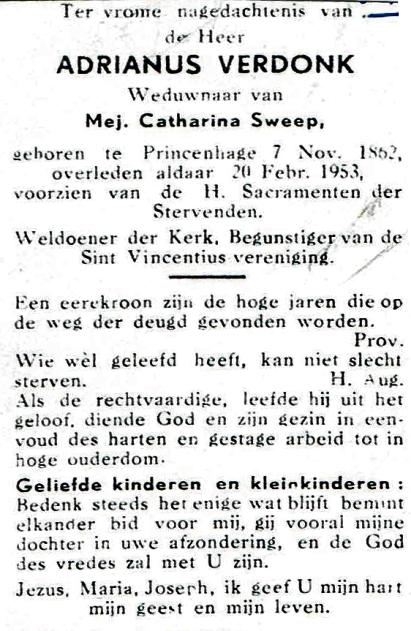 Ter vrome nagedachtenis van
de Heer
ADRIANUS VERDONK
Weduwnaar van
Mej. Catharina Sweep,
geboren te Princenhage 7 Nov. 1862,
overleden aldaar 20 Febr. 1953,
voorzien van de H. Sacramenten der
Stervenden.
Weldoener der Kerk, Begunstiger van de
Sint Vincentius vereniging.
Een eerekroon zijn de hoge jaren die op
de weg der deugd gevonden worden.
Prov.
Wie wèl geleefd heeft, kan niet slecht
sterven. H. Aug.
Als de rechtvaardige, leefde hij uit het
geloof, diende God en zijn gezin in een-
voud des harten en gestage arbeid tot in
hoge ouderdom.
Geliefde kinderen en kleinkinderen :
Bedenk steeds het enige wat blijft bemint
elkander bid voor mij, gij vooral mijne
dochter in uwe afzondering, en de God
des vredes zal met U zijn.
Jezus, Maria, Joseph, ik geef U mijn hart
mijn geest en mijn leven.